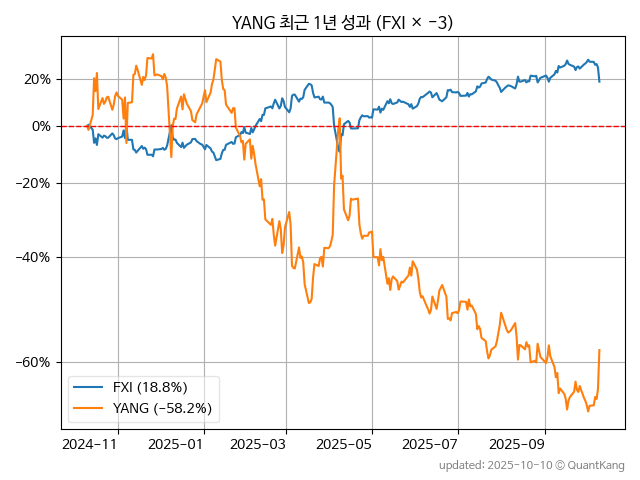 YANG 최근 1년 성과 (FXI × −3)
20%
0%
−20%
−40%
−60%
FXI (18.8%)
YANG (−58.2%)
2024−11
2025−01
2025−03
2025−05
2025−07
2025−09
updated: 2025-10-10 © QuantKang